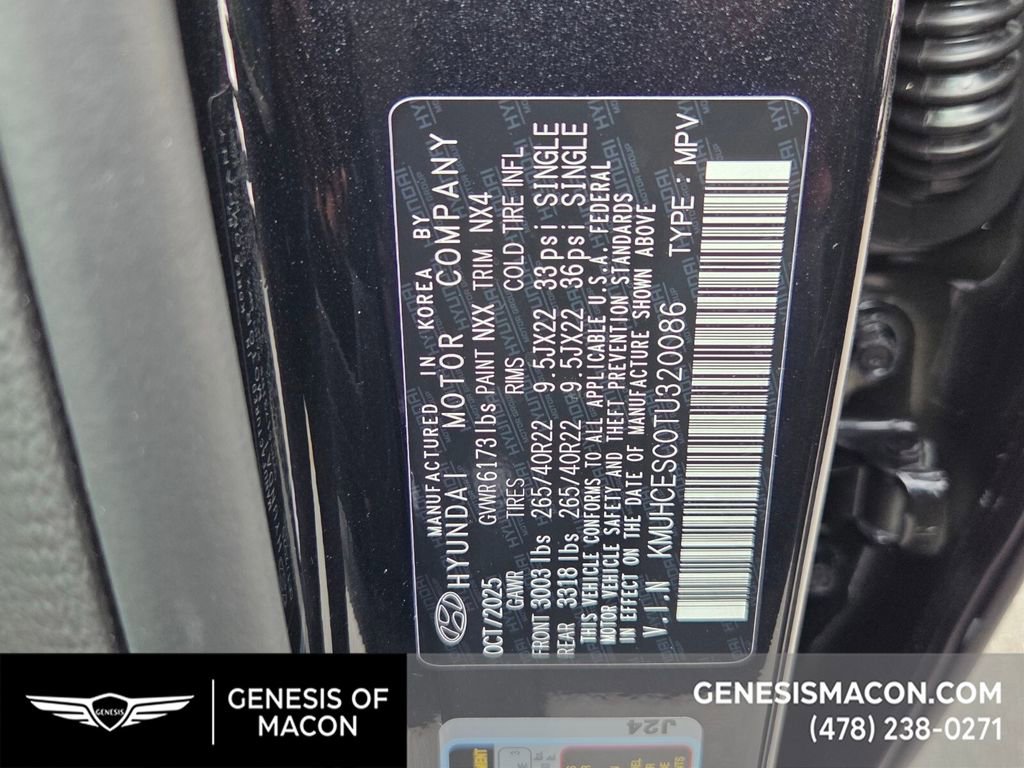 MANUFACTURED IN KOREA BY
HYUNDAI MOTOR COMPANY
OCT/2025 GVWR 6173 lbs PAINT NXX TRIM NX4
GAWR TIRES RIMS COLD TIRE INFL
FRONT 3003 lbs 265/40R22 9.5JX22 33psi SINGLE
REAR 3318 lbs 265/40R22 9.5JX22 36psi SINGLE
THIS VEHICLE CONFORMS TO ALL APPLICABLE U.S.A. FEDERAL
MOTOR VEHICLE SAFETY AND THEFT PREVENTION STANDARDS
IN EFFECT ON THE DATE OF MANUFACTURE SHOWN ABOVE
V.I.N KMUHCESC0TU320086 TYPE : MPV
J24
GENESIS
GENESIS OF
MACON
GENESISMACON.COM
(478) 238-0271